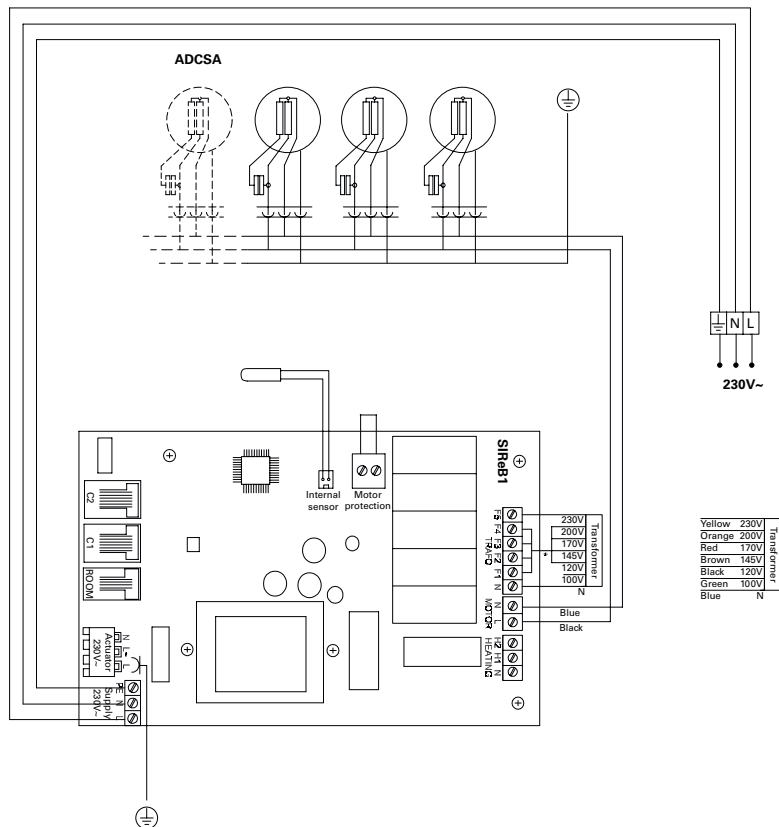 ADCSA
N L
230V~
SIReB1
Internal
sensor
Motor
protection
C2
C1
ROOM
N
L*
L
Actuator
230V~
PE
N
L
Supply
230V~
F5
F4
F3
F2
F1
N
TRAFO
N
L
MOTOR
H2
H1
N
HEATING
230V
200V
170V
145V
120V
100V
N
Transformer
*
Blue
Black
Yellow 230V
Orange 200V
Red 170V
Brown 145V
Black 120V
Green 100V
Blue N
Transformer